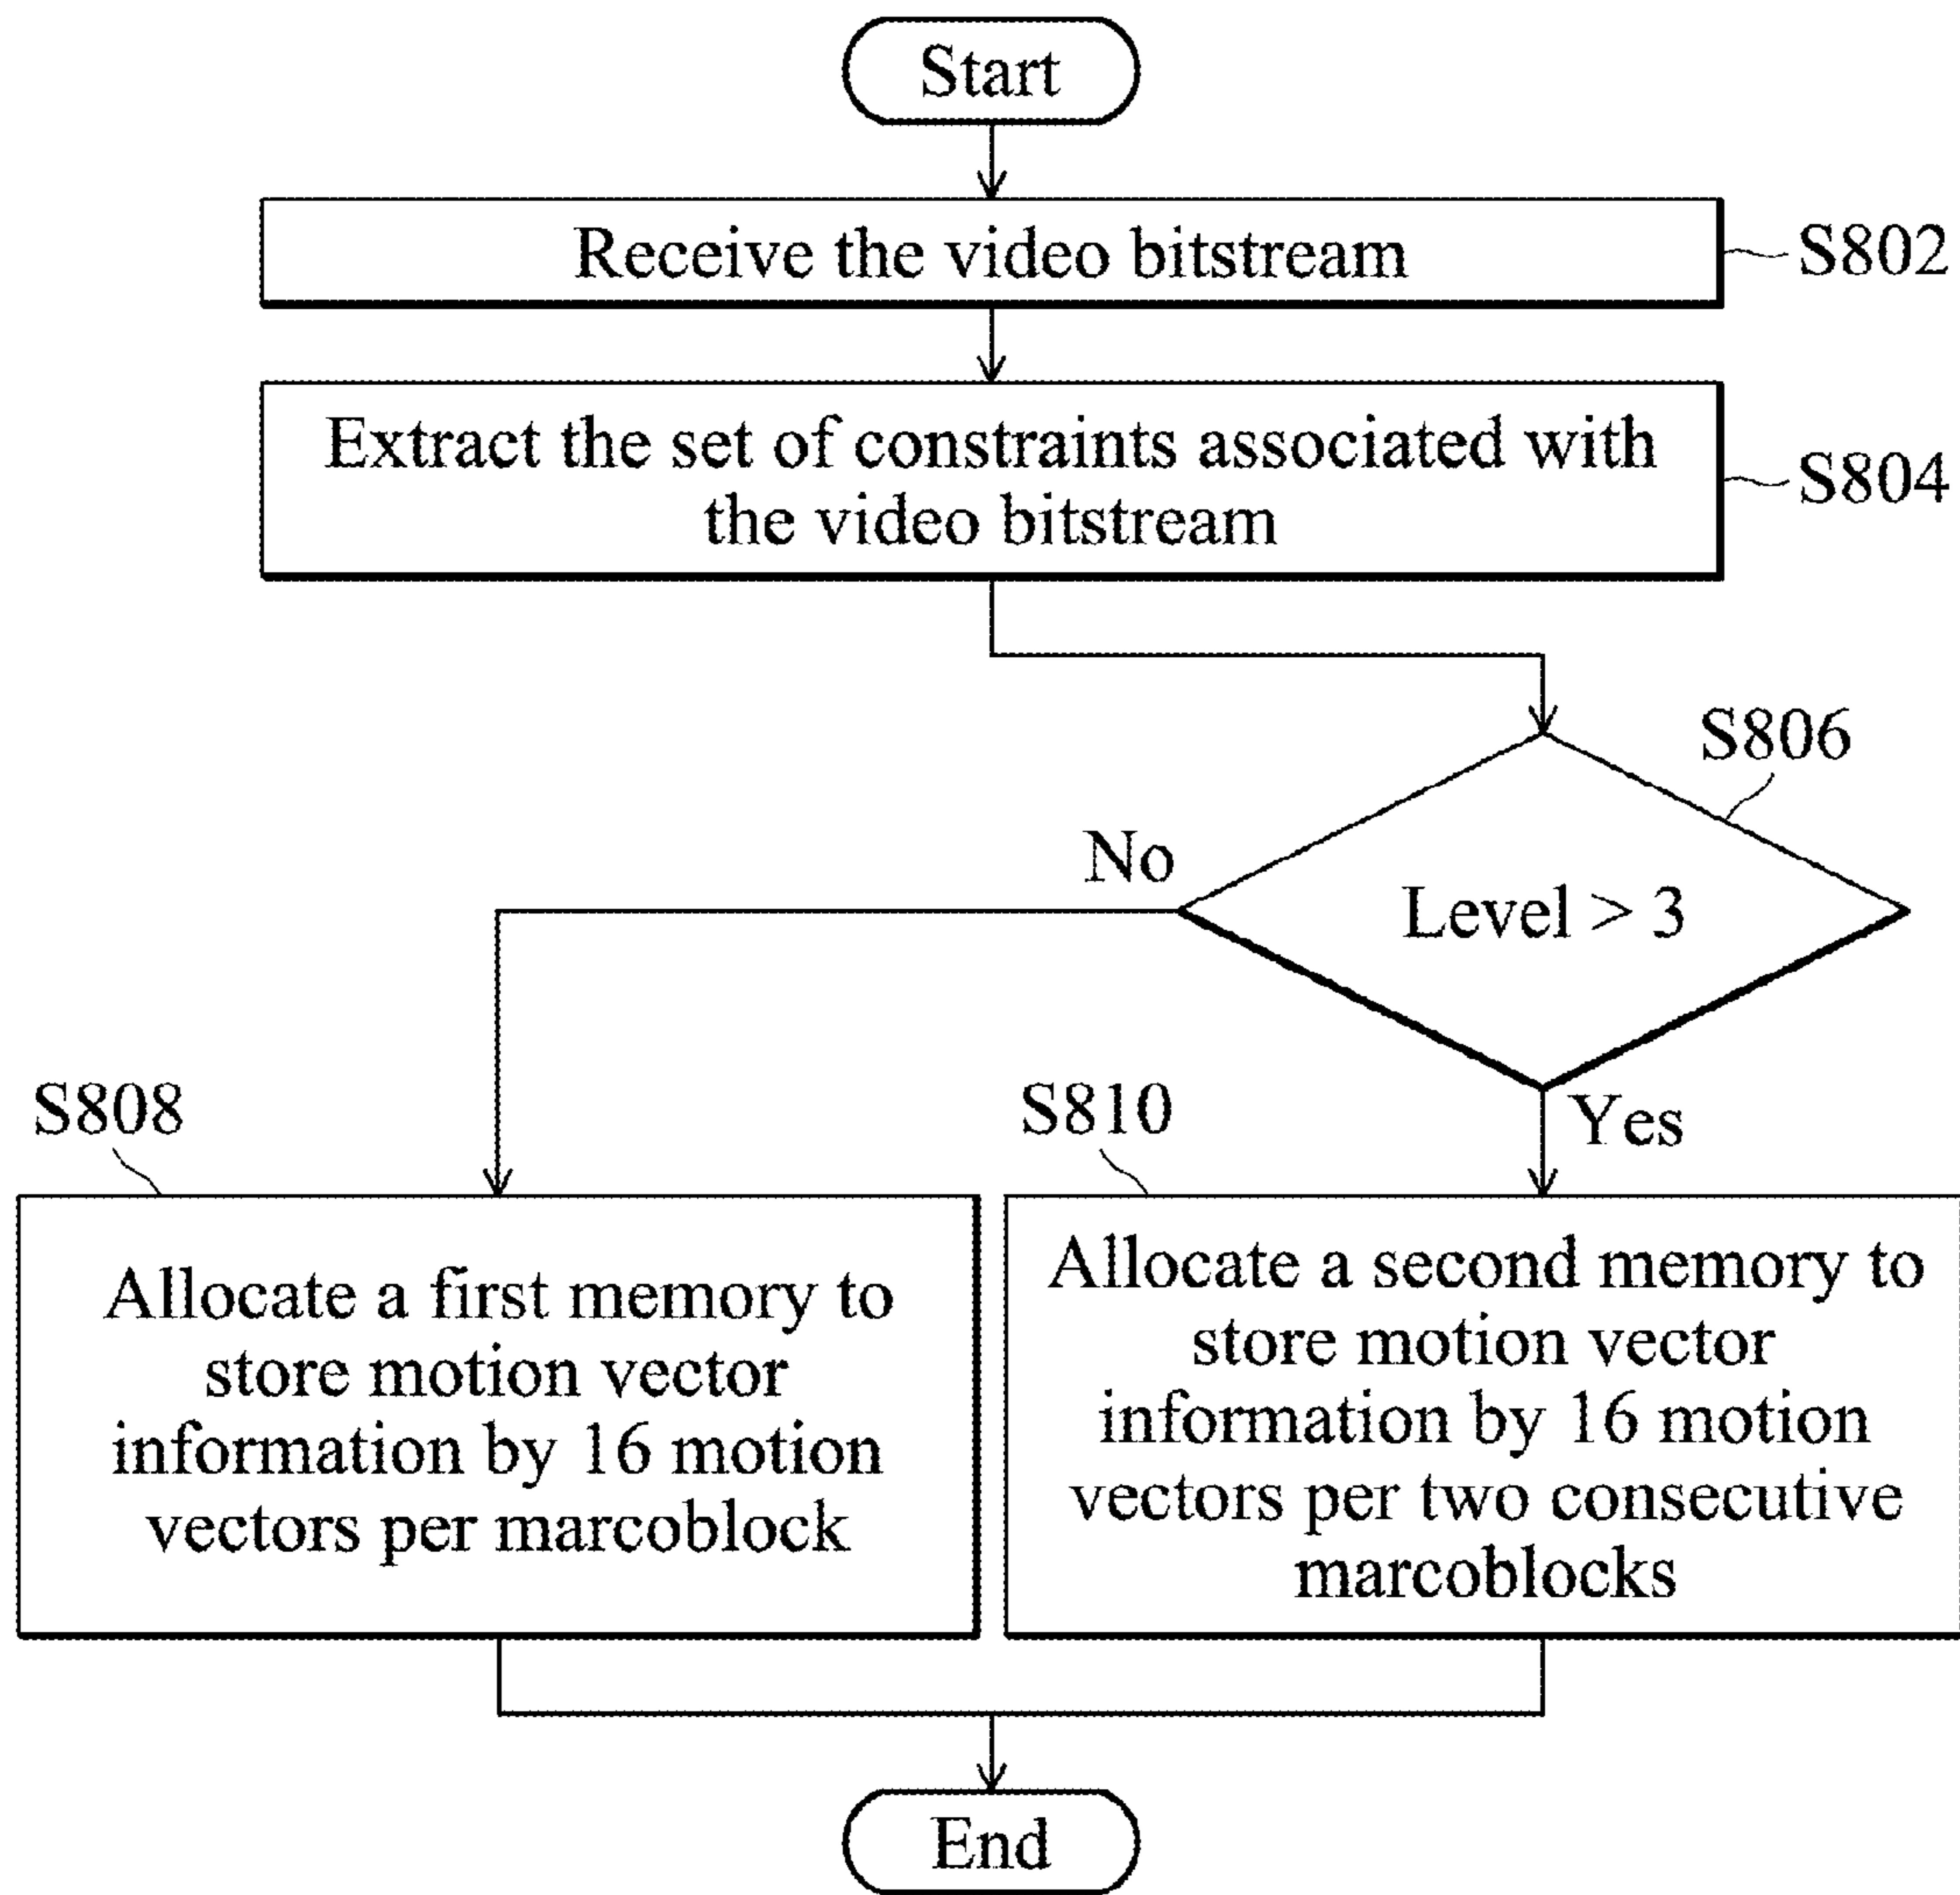 Start
Receive the video bitstream
S802
Extract the set of constraints associated with
the video bitstream
S804
S806
Level > 3
No
Yes
S808
Allocate a first memory to
store motion vector
information by 16 motion
vectors per marcoblock
S810
Allocate a second memory to
store motion vector
information by 16 motion
vectors per two consecutive
marcoblocks
End